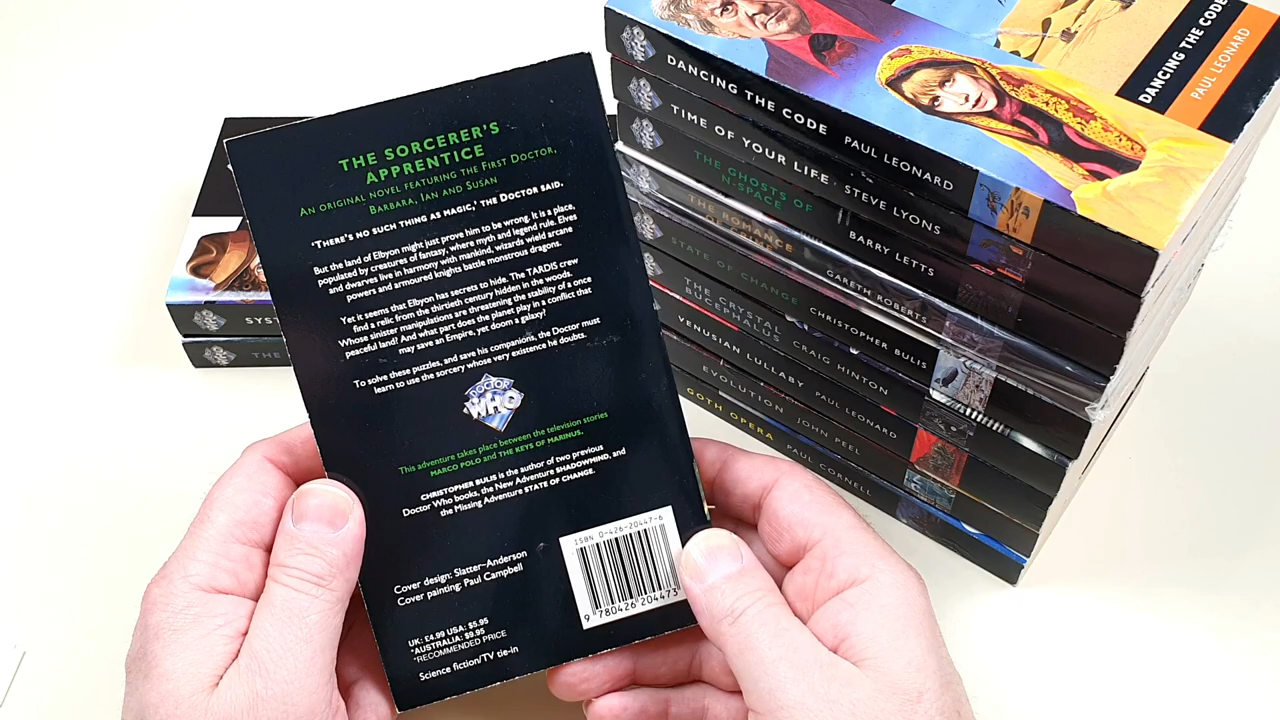 THE SORCERER'S
APPRENTICE
AN ORIGINAL NOVEL FEATURING THE FIRST DOCTOR,
BARBARA, IAN AND SUSAN
'THERE'S NO SUCH THING AS MAGIC,' THE DOCTOR SAID.
But the land of Elbyon might just prove him to be wrong. It is a place,
populated by creatures of fantasy, where myth and legend rule. Elves
and dwarves live in harmony with mankind, wizards wield arcane
powers and armoured knights battle monstrous dragons.
Yet it seems that Elbyon has secrets to hide. The TARDIS crew
find a relic from the thirtieth century hidden in the woods.
Whose sinister manipulations are threatening the stability of a once
peaceful land? And what part does the planet play in a conflict that
may save an Empire, yet doom a galaxy?
To solve these puzzles, and save his companions, the Doctor must
learn to use the sorcery whose very existence he doubts.
DOCTOR
WHO
This adventure takes place between the television stories
MARCO POLO and THE KEYS OF MARINUS.
CHRISTOPHER BULIS is the author of two previous
Doctor Who books, the New Adventure SHADOWMIND, and
the Missing Adventure STATE OF CHANGE.
Cover design: Slatter-Anderson
Cover painting: Paul Campbell
UK: £4.99 USA: $5.95
*AUSTRALIA: $9.95
*RECOMMENDED PRICE
Science fiction/TV tie-in
ISBN 0-426-20447-6
9 780426 204473
SYST
THE
DANCING THE CODE
PAUL LEONARD
DANCING THE CODE PAUL LEONARD
TIME OF YOUR LIFE STEVE LYONS
THE GHOSTS OF
N-SPACE BARRY LETTS
THE ROMANCE
OF CRIME GARETH ROBERTS
STATE OF CHANGE CHRISTOPHER BULIS
THE CRYSTAL
BUCEPHALUS CRAIG HINTON
VENUSIAN LULLABY PAUL LEONARD
EVOLUTION JOHN PEEL
GOTH OPERA PAUL CORNELL